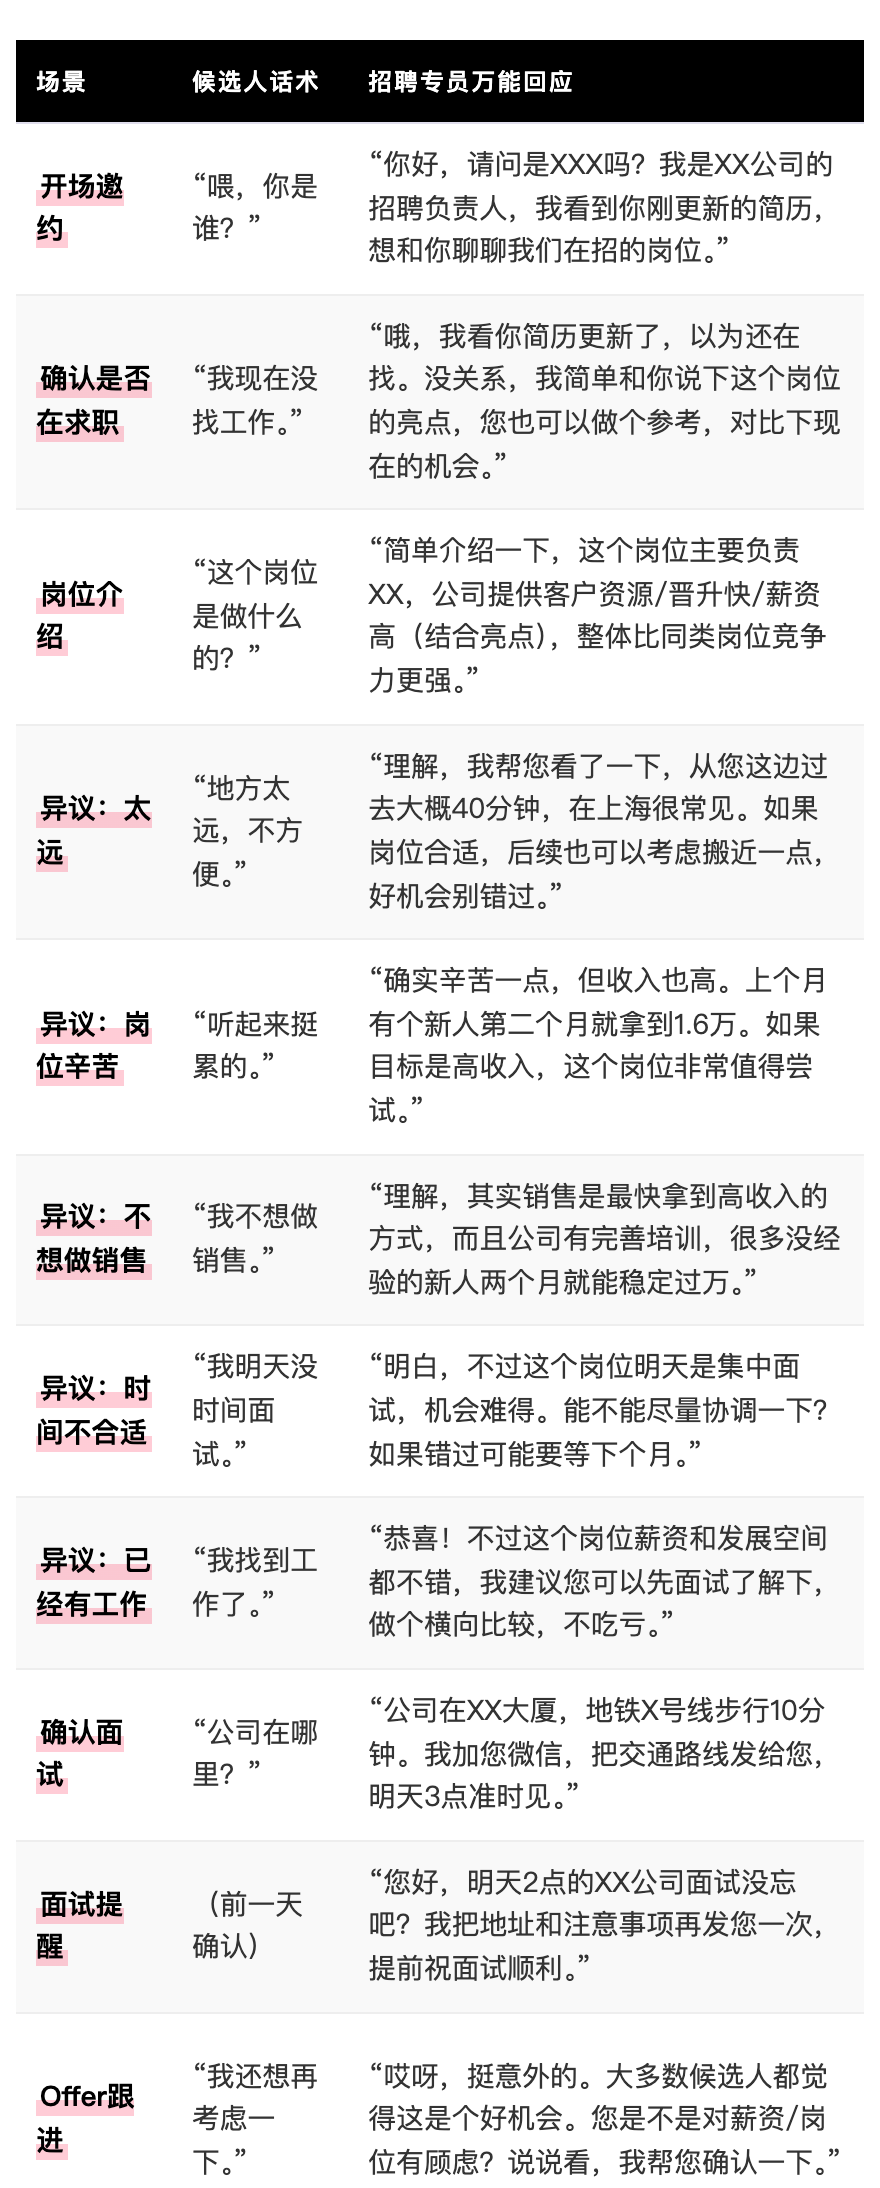 场景 候选人话术 招聘专员万能回应
开场邀
约
“喂，你是
谁？”
“你好，请问是XXX吗？我是XX公司的
招聘负责人，我看到你刚更新的简历，
想和你聊聊我们在招的岗位。”
确认是否
在求职
“我现在没
找工作。”
“哦，我看你简历更新了，以为还在
找。没关系，我简单和你说下这个岗位
的亮点，您也可以做个参考，对比下现
在的机会。”
岗位介
绍
“这个岗位
是做什么
的？”
“简单介绍一下，这个岗位主要负责
XX，公司提供客户资源/晋升快/薪资
高（结合亮点），整体比同类岗位竞争
力更强。”
异议：太
远
“地方太
远，不方
便。”
“理解，我帮您看了一下，从您这边过
去大概40分钟，在上海很常见。如果
岗位合适，后续也可以考虑搬近一点，
好机会别错过。”
异议：岗
位辛苦
“听起来挺
累的。”
“确实辛苦一点，但收入也高。上个月
有个新人第二个月就拿到1.6万。如果
目标是高收入，这个岗位非常值得尝
试。”
异议：不
想做销售
“我不想做
销售。”
“理解，其实销售是最快拿到高收入的
方式，而且公司有完善培训，很多没经
验的新人两个月就能稳定过万。”
异议：时
间不合适
“我明天没
时间面
试。”
“明白，不过这个岗位明天是集中面
试，机会难得。能不能尽量协调一下？
如果错过可能要等下个月。”
异议：已
经有工作
“我找到工
作了。”
“恭喜！不过这个岗位薪资和发展空间
都不错，我建议您可以先面试了解下，
做个横向比较，不吃亏。”
确认面
试
“公司在哪
里？”
“公司在XX大厦，地铁X号线步行10分
钟。我加您微信，把交通路线发给您，
明天3点准时见。”
面试提
醒
（前一天
确认）
“您好，明天2点的XX公司面试没忘
吧？我把地址和注意事项再发您一次，
提前祝面试顺利。”
Offer跟
进
“我还想再
考虑一
下。”
“哎呀，挺意外的。大多数候选人都觉
得这是个好机会。您是不是对薪资/岗
位有顾虑？说说看，我帮您确认一下。”